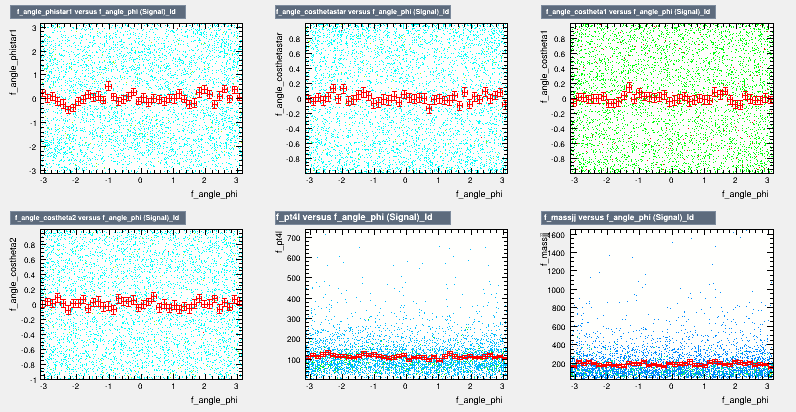 f_angle_phistar1 versus f_angle_phi (Signal)_Id
f_angle_phistar1
3
2
1
0
-1
-2
-3
-3 -2 -1 0 1 2 3
f_angle_phi
f_angle_costhetastar versus f_angle_phi (Signal)_Id
f_angle_costhetastar
0.8
0.6
0.4
0.2
0
-0.2
-0.4
-0.6
-0.8
-3 -2 -1 0 1 2 3
f_angle_phi
f_angle_costheta1 versus f_angle_phi (Signal)_Id
f_angle_costheta1
0.8
0.6
0.4
0.2
0
-0.2
-0.4
-0.6
-0.8
-3 -2 -1 0 1 2 3
f_angle_phi
f_angle_costheta2 versus f_angle_phi (Signal)_Id
f_angle_costheta2
0.8
0.6
0.4
0.2
0
-0.2
-0.4
-0.6
-0.8
-1
-3 -2 -1 0 1 2 3
f_angle_phi
f_pt4l versus f_angle_phi (Signal)_Id
f_pt4l
700
600
500
400
300
200
100
-3 -2 -1 0 1 2 3
f_angle_phi
f_massjj versus f_angle_phi (Signal)_Id
f_massjj
1600
1400
1200
1000
800
600
400
200
-3 -2 -1 0 1 2 3
f_angle_phi